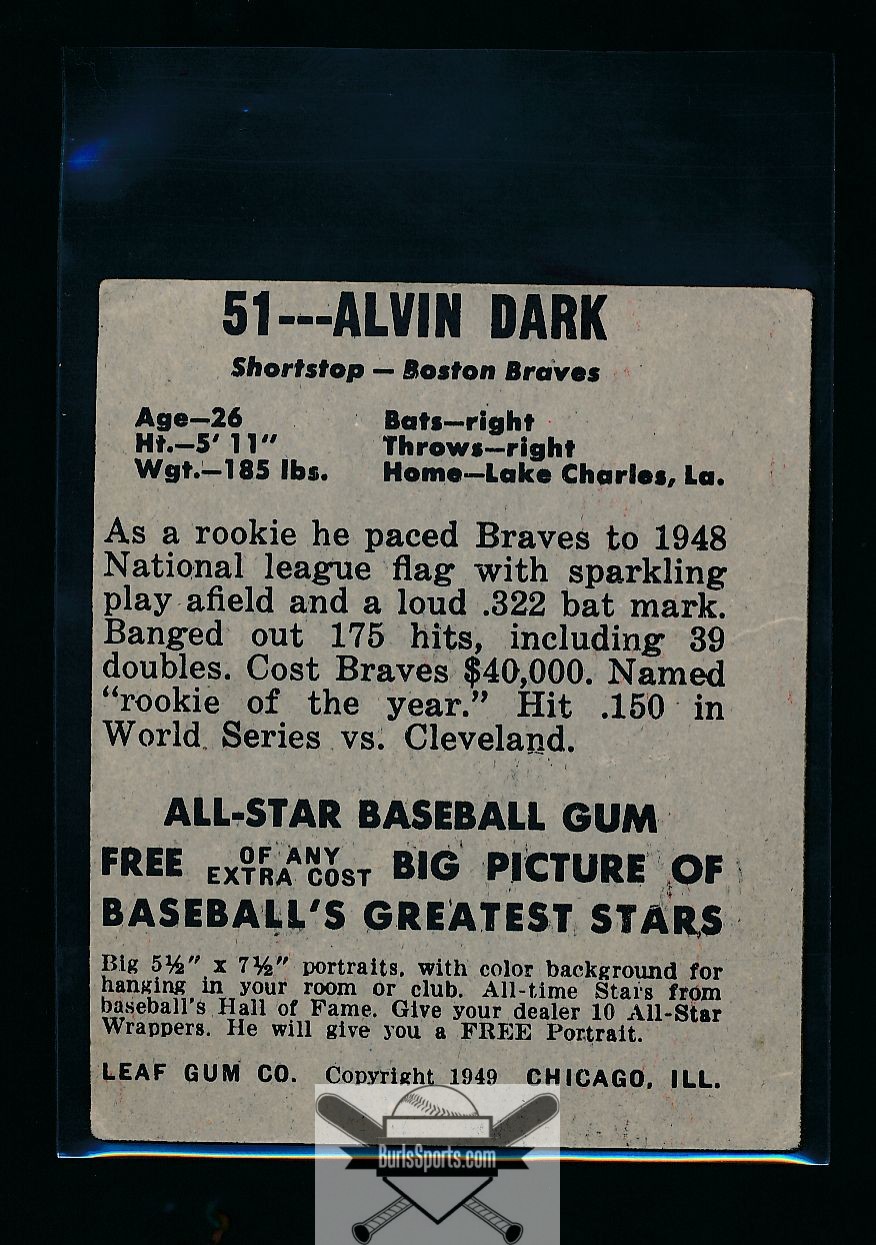 51---ALVIN DARK
Shortstop — Boston Braves
Age—26 Bats—right
Ht.—5' 11" Throws—right
Wgt.—185 lbs. Home—Lake Charles, La.
As a rookie he paced Braves to 1948
National league flag with sparkling
play afield and a loud .322 bat mark.
Banged out 175 hits, including 39
doubles. Cost Braves $40,000. Named
“rookie of the year.” Hit .150 in
World Series vs. Cleveland.
ALL-STAR BASEBALL GUM
FREE OF ANY EXTRA COST BIG PICTURE OF
BASEBALL'S GREATEST STARS
Big 5½" x 7½" portraits, with color background for
hanging in your room or club. All-time Stars from
baseball's Hall of Fame. Give your dealer 10 All-Star
Wrappers. He will give you a FREE Portrait.
LEAF GUM CO. Copyright 1949 CHICAGO, ILL.
BurlsSports.com